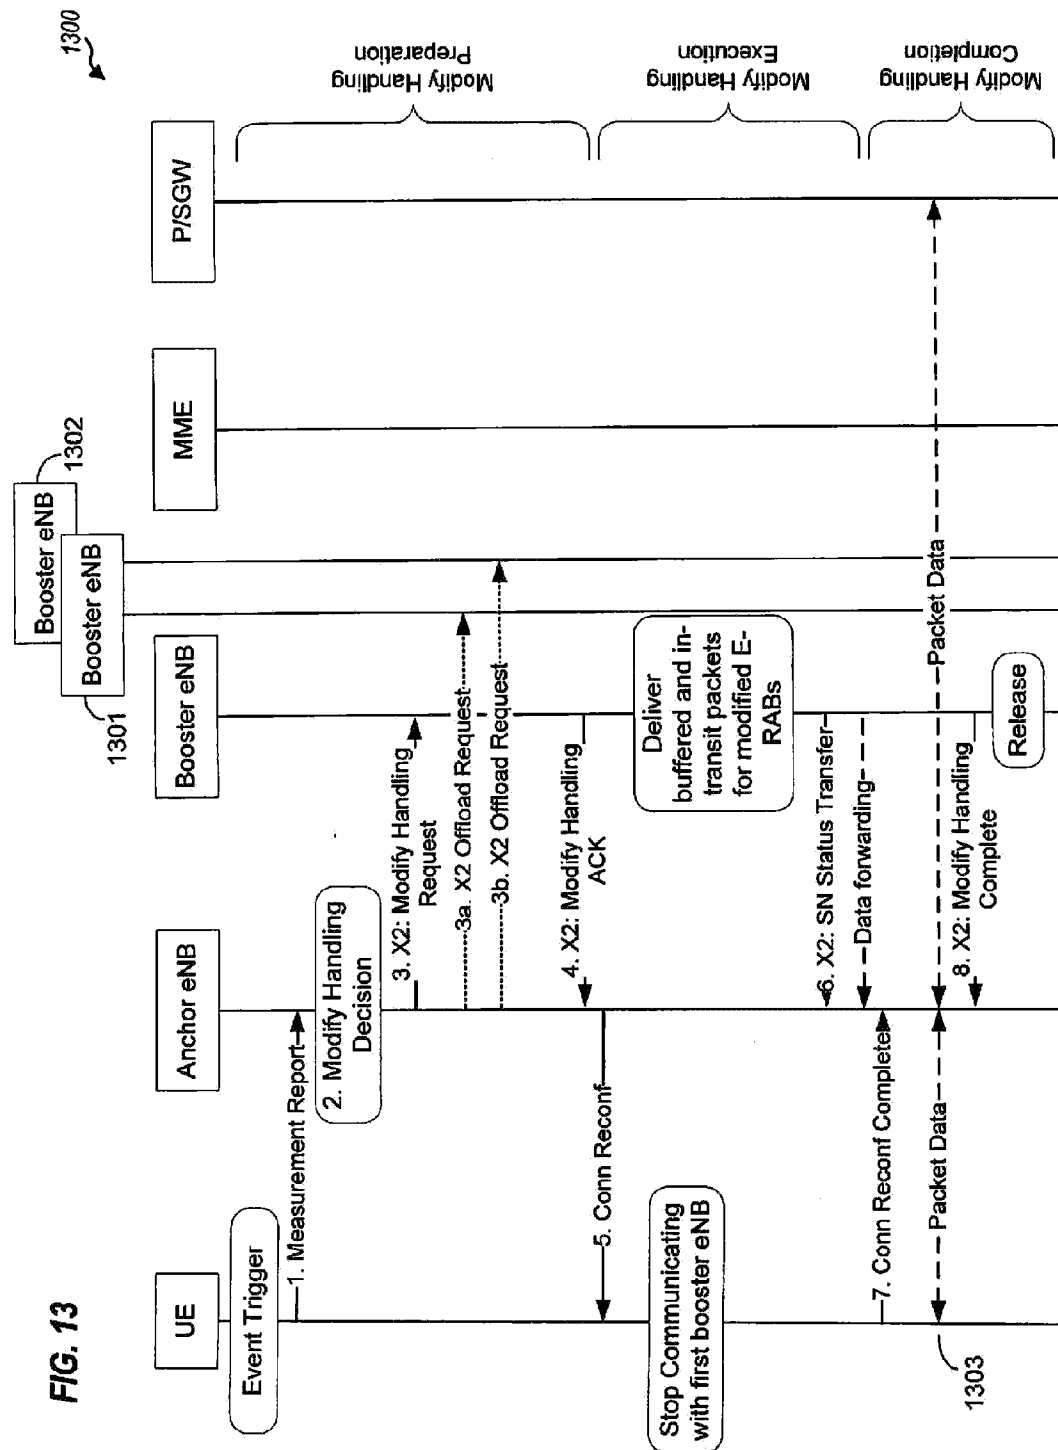 FIG. 13
1300
Booster eNB
1302
Booster eNB
1301
UE
Anchor eNB
Booster eNB
MME
P/SGW
Event Trigger
1. Measurement Report
2. Modify Handling
Decision
3. X2: Modify Handling
Request
3a. X2 Offload Request
3b. X2 Offload Request
4. X2: Modify Handling
ACK
Modify Handling
Preparation
5. Conn Reconf
Stop Communicating
with first booster eNB
Deliver
buffered and in-
transit packets
for modified E-
RABs
6. X2: SN Status Transfer
Data forwarding
Modify Handling
Execution
7. Conn Reconf Complete
Packet Data
Packet Data
1303
8. X2: Modify Handling
Complete
Release
Modify Handling
Completion